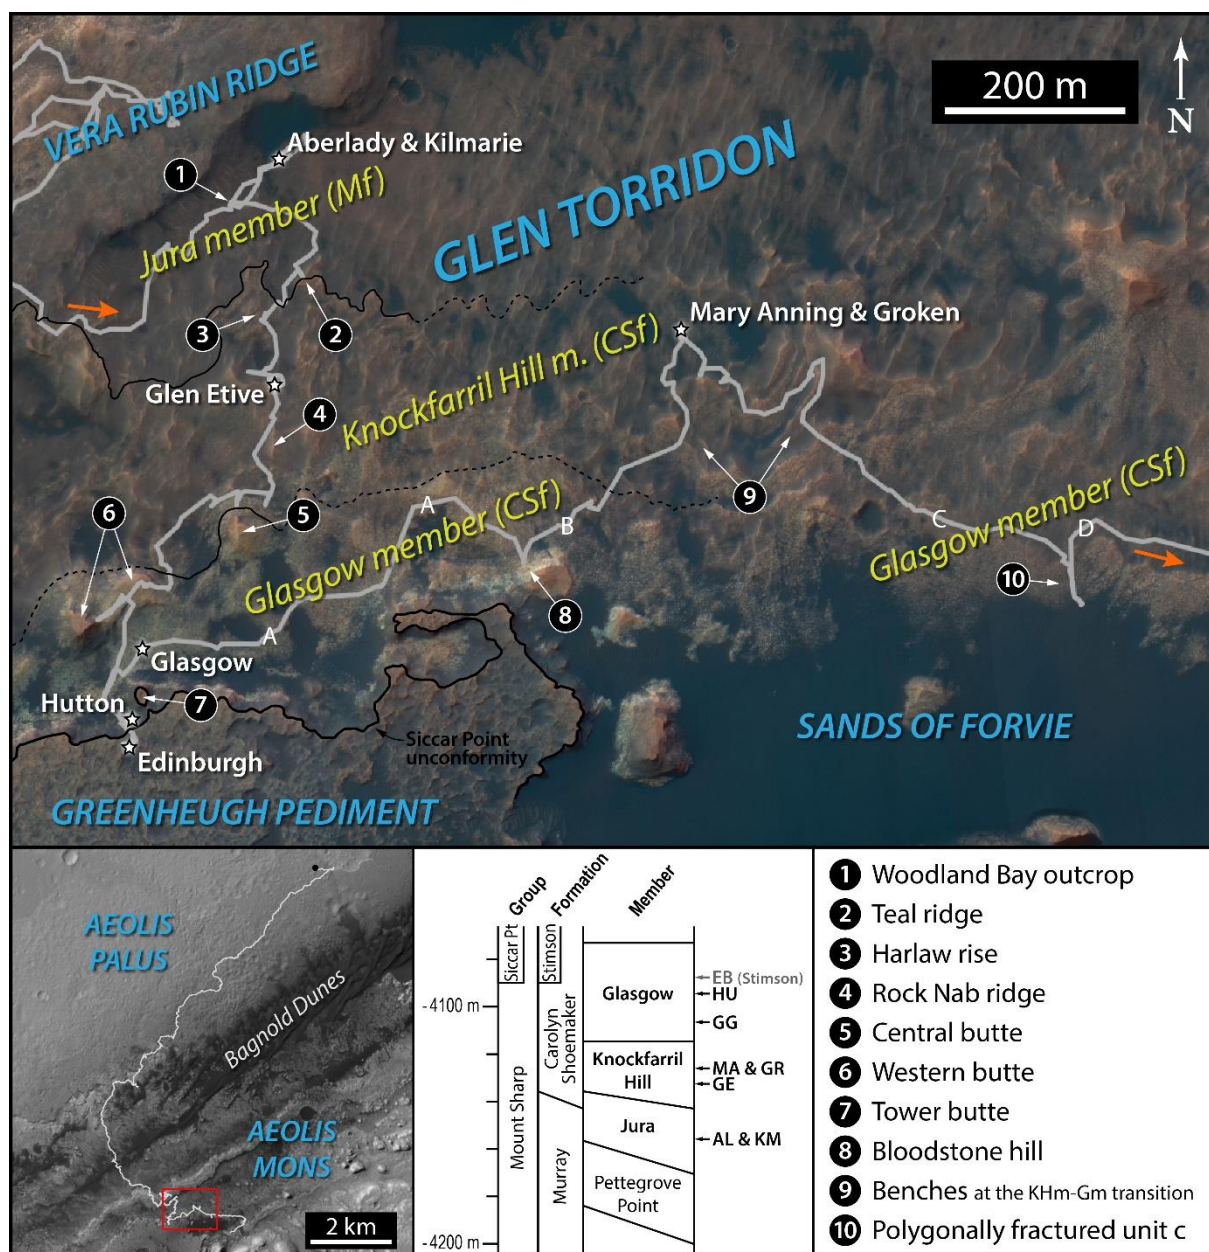 VERA RUBIN RIDGE
200 m
N
Aberlady & Kilmarie
1
Jura member (Mf)
GLEN TORRIDON
3
2
Mary Anning & Groken
Glen Etive
Knockfarril Hill m. (CSf)
4
6
5
A
B
9
C
D
Glasgow member (CSf)
Glasgow member (CSf)
10
8
A
Glasgow
Hutton
7
Edinburgh
Siccar Point
unconformity
SANDS OF FORVIE
GREENHEUGH PEDIMENT
AEOLIS
PALUS
Bagnold Dunes
AEOLIS
MONS
2 km
Group
Formation
Member
Siccar Pt
Stimson
EB (Stimson)
Glasgow
HU
-4100 m
GG
Carolyn
Shoemaker
Knockfarril
Hill
MA & GR
GE
Mount Sharp
Jura
AL & KM
Murray
Pettegrove
Point
-4200 m
1 Woodland Bay outcrop
2 Teal ridge
3 Harlaw rise
4 Rock Nab ridge
5 Central butte
6 Western butte
7 Tower butte
8 Bloodstone hill
9 Benches at the KHm-Gm transition
10 Polygonally fractured unit c